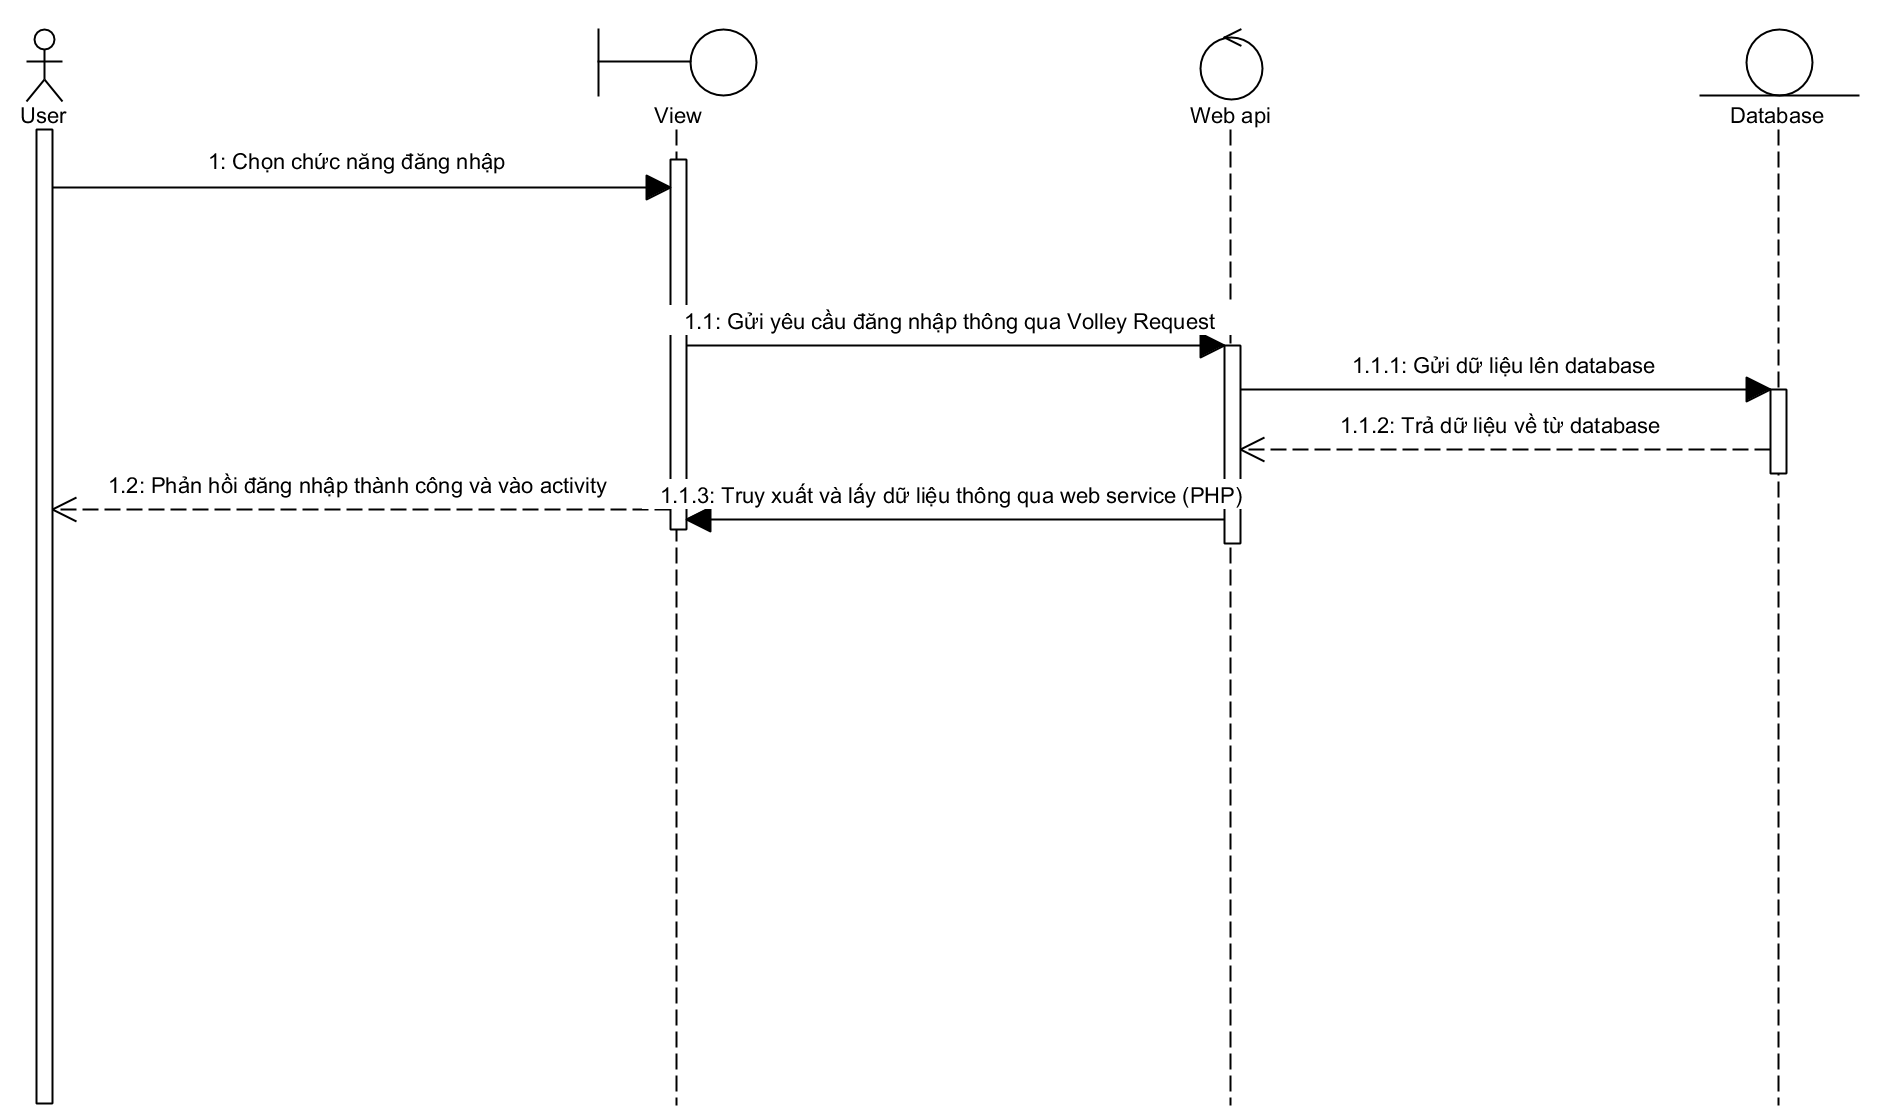 User
View
Web api
Database
1: Chọn chức năng đăng nhập
1.1: Gửi yêu cầu đăng nhập thông qua Volley Request
1.1.1: Gửi dữ liệu lên database
1.1.2: Trả dữ liệu về từ database
1.2: Phản hồi đăng nhập thành công và vào activity
1.1.3: Truy xuất và lấy dữ liệu thông qua web service (PHP)